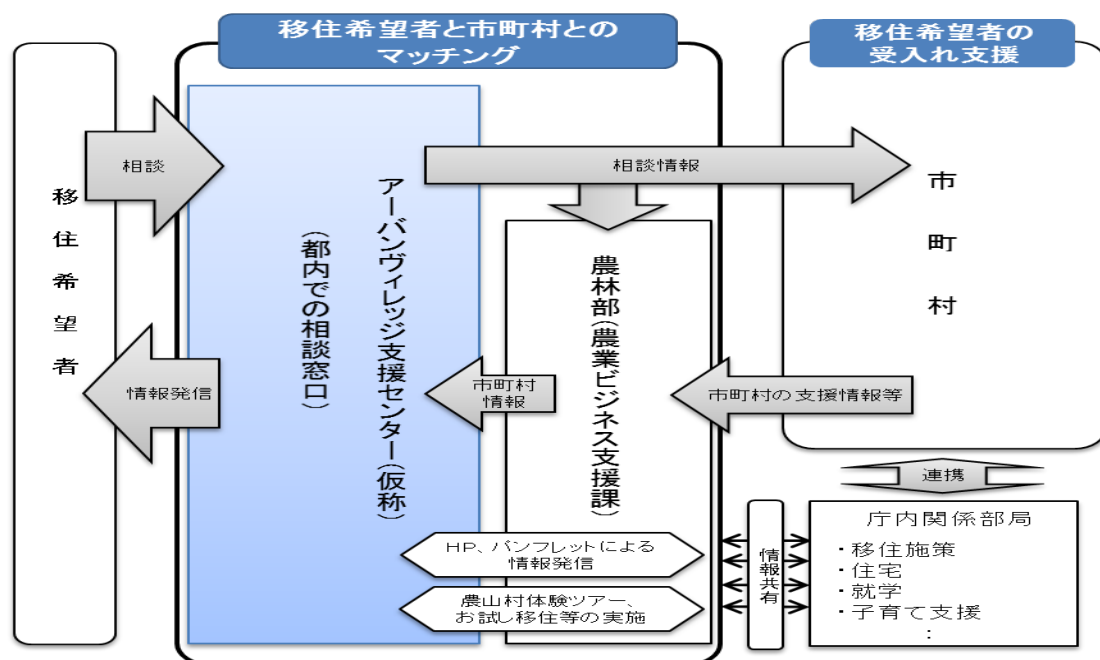 移住希望者と市町村との
マッチング
移住希望者の
受入れ支援
移住希望者
相談
情報発信
アーバンヴィレッジ支援センター(仮称)
(都内での相談窓口)
相談情報
農林部(農業ビジネス支援課)
市町村
情報
市町村
市町村の支援情報等
HP、パンフレットによる
情報発信
農山村体験ツアー、
お試し移住等の実施
情報共有
連携
庁内関係部局
・移住施策
・住宅
・就学
・子育て支援
：